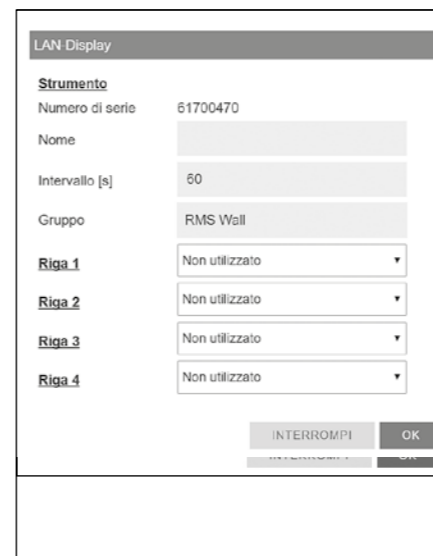 LAN-Display
Strumento
Numero di serie 61700470
Nome
Intervallo [s] 60
Gruppo RMS Wall
Riga 1 Non utilizzato
Riga 2 Non utilizzato
Riga 3 Non utilizzato
Riga 4 Non utilizzato
INTERROMPI OK